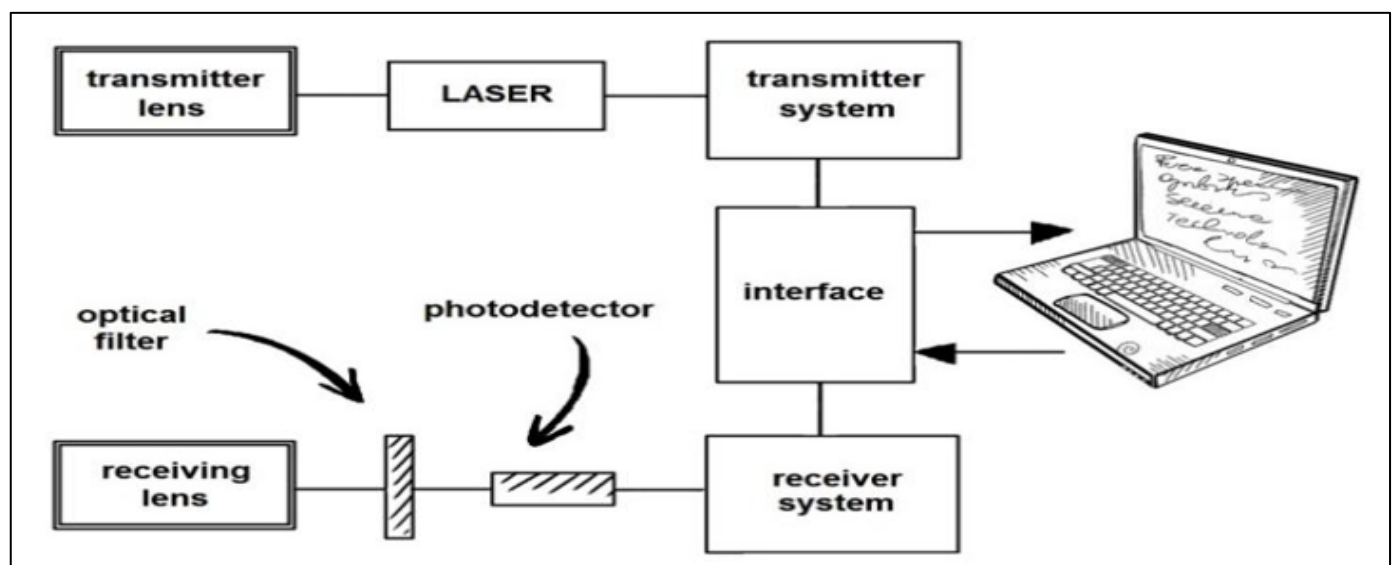 transmitter
lens
LASER
transmitter
system
interface
optical
filter
photodetector
receiving
lens
receiver
system